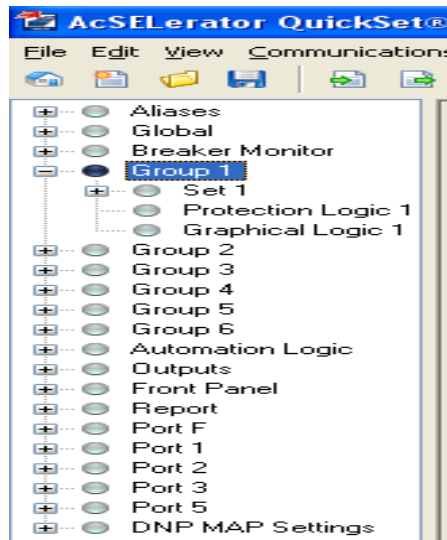 AcSELerator QuickSet®
File Edit View Communications
Aliases
Global
Breaker Monitor
Group 1
Set 1
Protection Logic 1
Graphical Logic 1
Group 2
Group 3
Group 4
Group 5
Group 6
Automation Logic
Outputs
Front Panel
Report
Port F
Port 1
Port 2
Port 3
Port 5
DNP MAP Settings